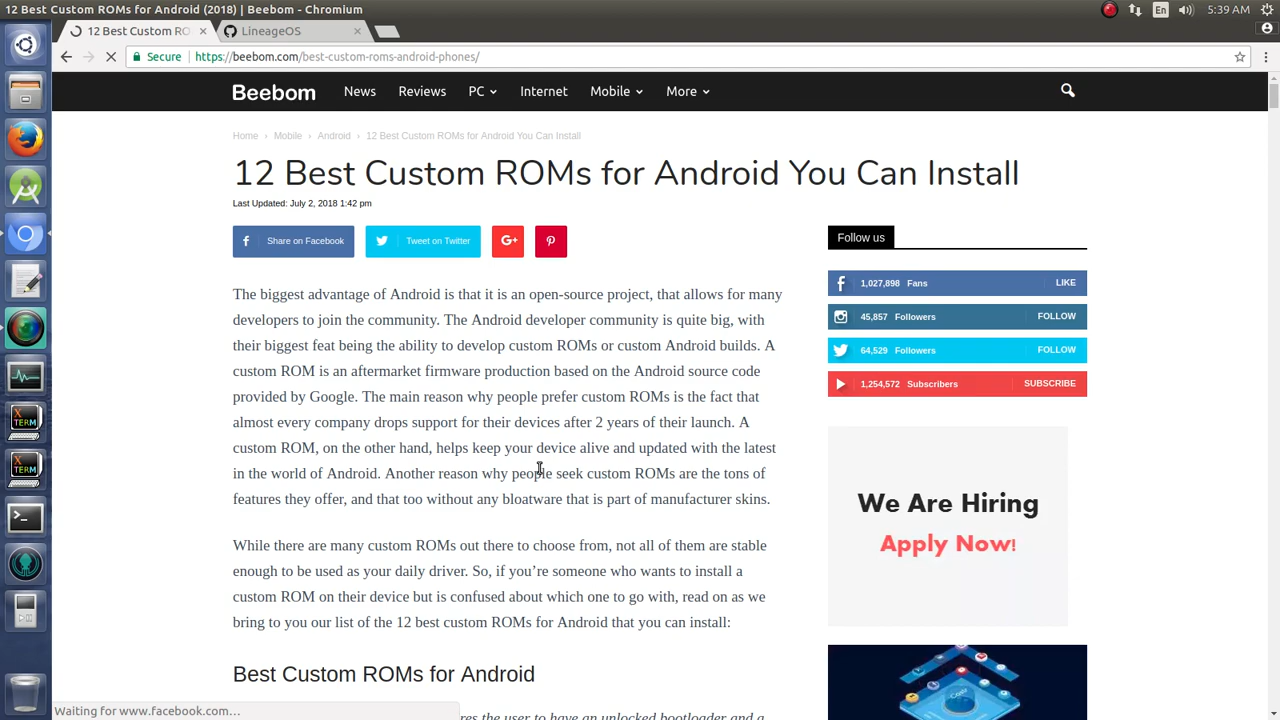 12 Best Custom ROMs for Android (2018) | Beebom - Chromium
En
5:39 AM
12 Best Custom RO
LineageOS
Secure
https://beebom.com/best-custom-roms-android-phones/
Beebom
News
Reviews
PC
Internet
Mobile
More
Home › Mobile › Android › 12 Best Custom ROMs for Android You Can Install
12 Best Custom ROMs for Android You Can Install
Last Updated: July 2, 2018 1:42 pm
Share on Facebook
Tweet on Twitter
G+
The biggest advantage of Android is that it is an open-source project, that allows for many
developers to join the community. The Android developer community is quite big, with
their biggest feat being the ability to develop custom ROMs or custom Android builds. A
custom ROM is an aftermarket firmware production based on the Android source code
provided by Google. The main reason why people prefer custom ROMs is the fact that
almost every company drops support for their devices after 2 years of their launch. A
custom ROM, on the other hand, helps keep your device alive and updated with the latest
in the world of Android. Another reason why people seek custom ROMs are the tons of
features they offer, and that too without any bloatware that is part of manufacturer skins.
While there are many custom ROMs out there to choose from, not all of them are stable
enough to be used as your daily driver. So, if you’re someone who wants to install a
custom ROM on their device but is confused about which one to go with, read on as we
bring to you our list of the 12 best custom ROMs for Android that you can install:
Best Custom ROMs for Android
res the user to have an unlocked bootloader and a
Follow us
1,027,898 Fans
LIKE
45,857 Followers
FOLLOW
64,529 Followers
FOLLOW
1,254,572 Subscribers
SUBSCRIBE
We Are Hiring
Apply Now!
X
TERM
X
TERM
Waiting for www.facebook.com...